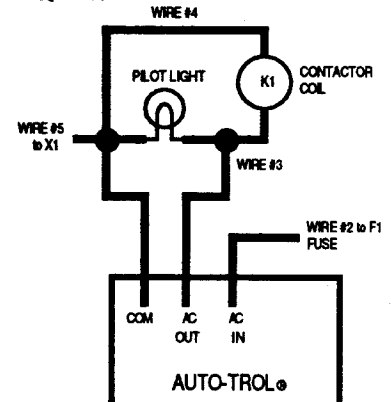 WIRE #4
PILOT LIGHT
K1
CONTACTOR
COIL
WIRE #5
to X1
WIRE #3
WIRE #2 to F1
FUSE
COM
AC
OUT
AC
IN
AUTO-TROL®